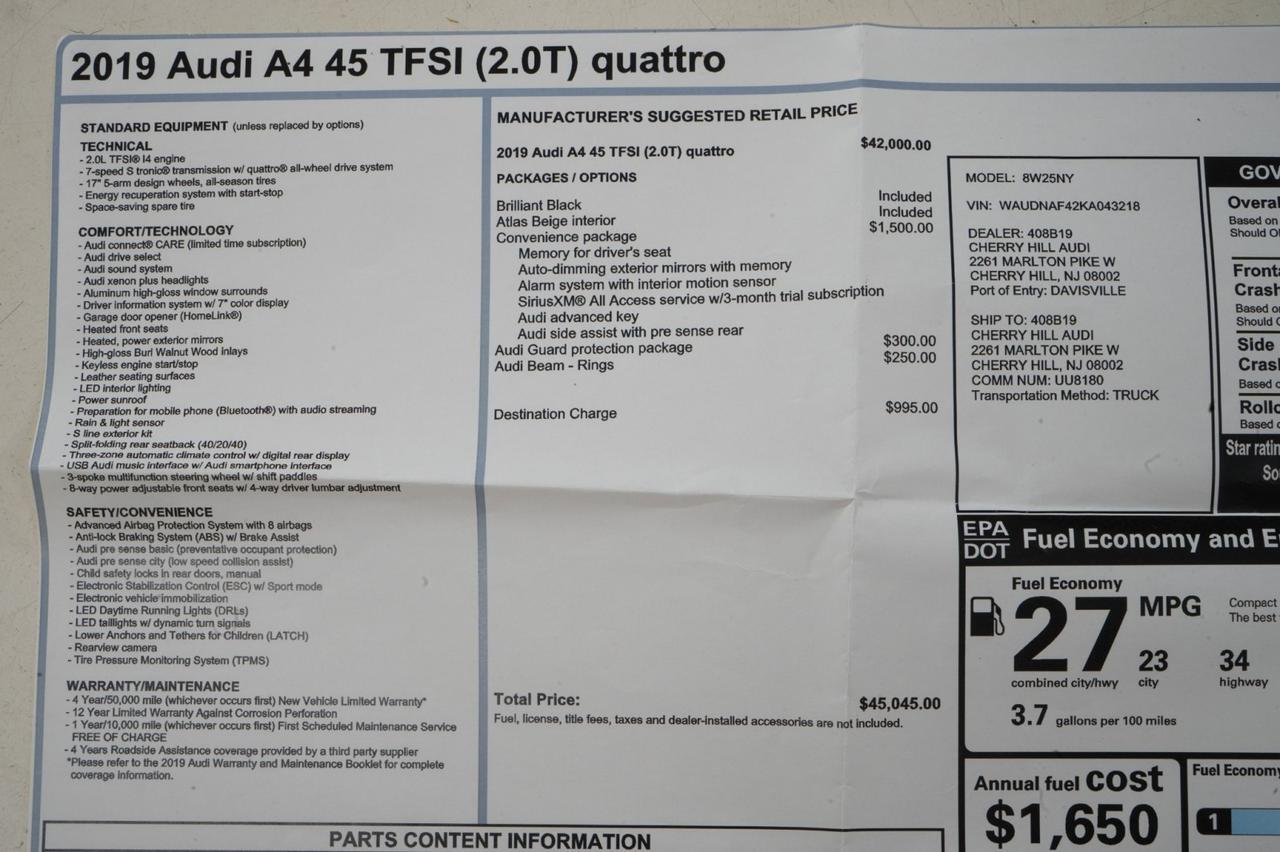 2019 Audi A4 45 TFSI (2.0T) quattro
STANDARD EQUIPMENT (unless replaced by options)
TECHNICAL
- 2.0L TFSI® I4 engine
- 7-speed S tronic® transmission w/ quattro® all-wheel drive system
- 17" 5-arm design wheels, all-season tires
- Energy recuperation system with start-stop
- Space-saving spare tire
COMFORT/TECHNOLOGY
- Audi connect® CARE (limited time subscription)
- Audi drive select
- Audi sound system
- Audi xenon plus headlights
- Aluminum high-gloss window surrounds
- Driver information system w/ 7" color display
- Garage door opener (HomeLink®)
- Heated front seats
- Heated, power exterior mirrors
- High-gloss Burl Walnut Wood inlays
- Keyless engine start/stop
- Leather seating surfaces
- LED interior lighting
- Power sunroof
- Preparation for mobile phone (Bluetooth®) with audio streaming
- Rain & light sensor
- S line exterior kit
- Split-folding rear seatback (40/20/40)
- Three-zone automatic climate control w/ digital rear display
- USB Audi music interface w/ Audi smartphone interface
- 3-spoke multifunction steering wheel w/ shift paddles
- 8-way power adjustable front seats w/ 4-way driver lumbar adjustment
SAFETY/CONVENIENCE
- Advanced Airbag Protection System with 8 airbags
- Anti-lock Braking System (ABS) w/ Brake Assist
- Audi pre sense basic (preventative occupant protection)
- Audi pre sense city (low speed collision assist)
- Child safety locks in rear doors, manual
- Electronic Stabilization Control (ESC) w/ Sport mode
- Electronic vehicle immobilization
- LED Daytime Running Lights (DRLs)
- LED taillights w/ dynamic turn signals
- Lower Anchors and Tethers for Children (LATCH)
- Rearview camera
- Tire Pressure Monitoring System (TPMS)
WARRANTY/MAINTENANCE
- 4 Year/50,000 mile (whichever occurs first) New Vehicle Limited Warranty*
- 12 Year Limited Warranty Against Corrosion Perforation
- 1 Year/10,000 mile (whichever occurs first) First Scheduled Maintenance Service
FREE OF CHARGE
- 4 Years Roadside Assistance coverage provided by a third party supplier
*Please refer to the 2019 Audi Warranty and Maintenance Booklet for complete
coverage information.
MANUFACTURER'S SUGGESTED RETAIL PRICE
2019 Audi A4 45 TFSI (2.0T) quattro $42,000.00
PACKAGES / OPTIONS
Brilliant Black Included
Atlas Beige interior Included
Convenience package $1,500.00
Memory for driver's seat
Auto-dimming exterior mirrors with memory
Alarm system with interior motion sensor
SiriusXM® All Access service w/3-month trial subscription
Audi advanced key
Audi side assist with pre sense rear
Audi Guard protection package $300.00
Audi Beam - Rings $250.00
Destination Charge $995.00
Total Price: $45,045.00
Fuel, license, title fees, taxes and dealer-installed accessories are not included.
MODEL: 8W25NY
VIN: WAUDNAF42KA043218
DEALER: 408B19
CHERRY HILL AUDI
2261 MARLTON PIKE W
CHERRY HILL, NJ 08002
Port of Entry: DAVISVILLE
SHIP TO: 408B19
CHERRY HILL AUDI
2261 MARLTON PIKE W
CHERRY HILL, NJ 08002
COMM NUM: UU8180
Transportation Method: TRUCK
GOV
Overal
Based on
Should O
Fronta
Crash
Based o
Should
Side
Cras
Based
Rollo
Based
Star ratin
So
EPA
DOT
Fuel Economy and E
Fuel Economy
27 MPG
combined city/hwy
23
city
34
highway
Compact
The best
3.7 gallons per 100 miles
Annual fuel cost
$1,650
Fuel Economy
1
PARTS CONTENT INFORMATION